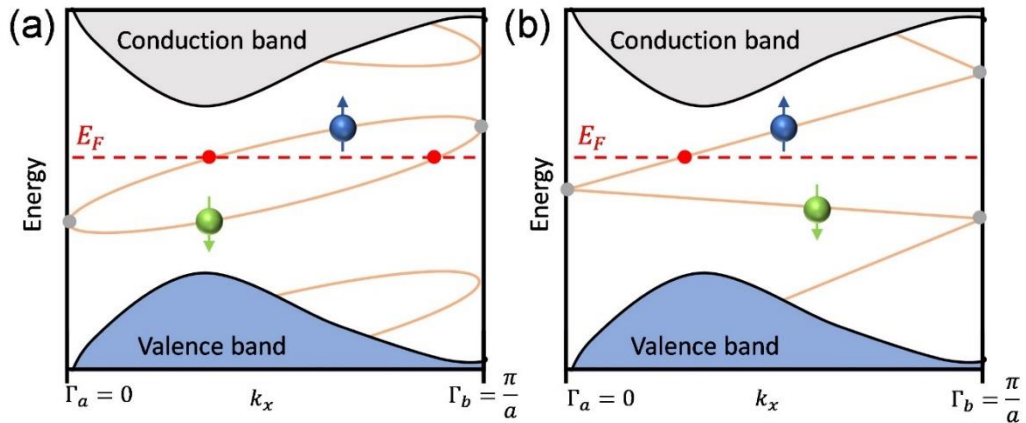 (a)
Conduction band
E_F
Energy
Valence band
Γ_a = 0
k_x
Γ_b = π/a
(b)
Conduction band
E_F
Energy
Valence band
Γ_a = 0
k_x
Γ_b = π/a